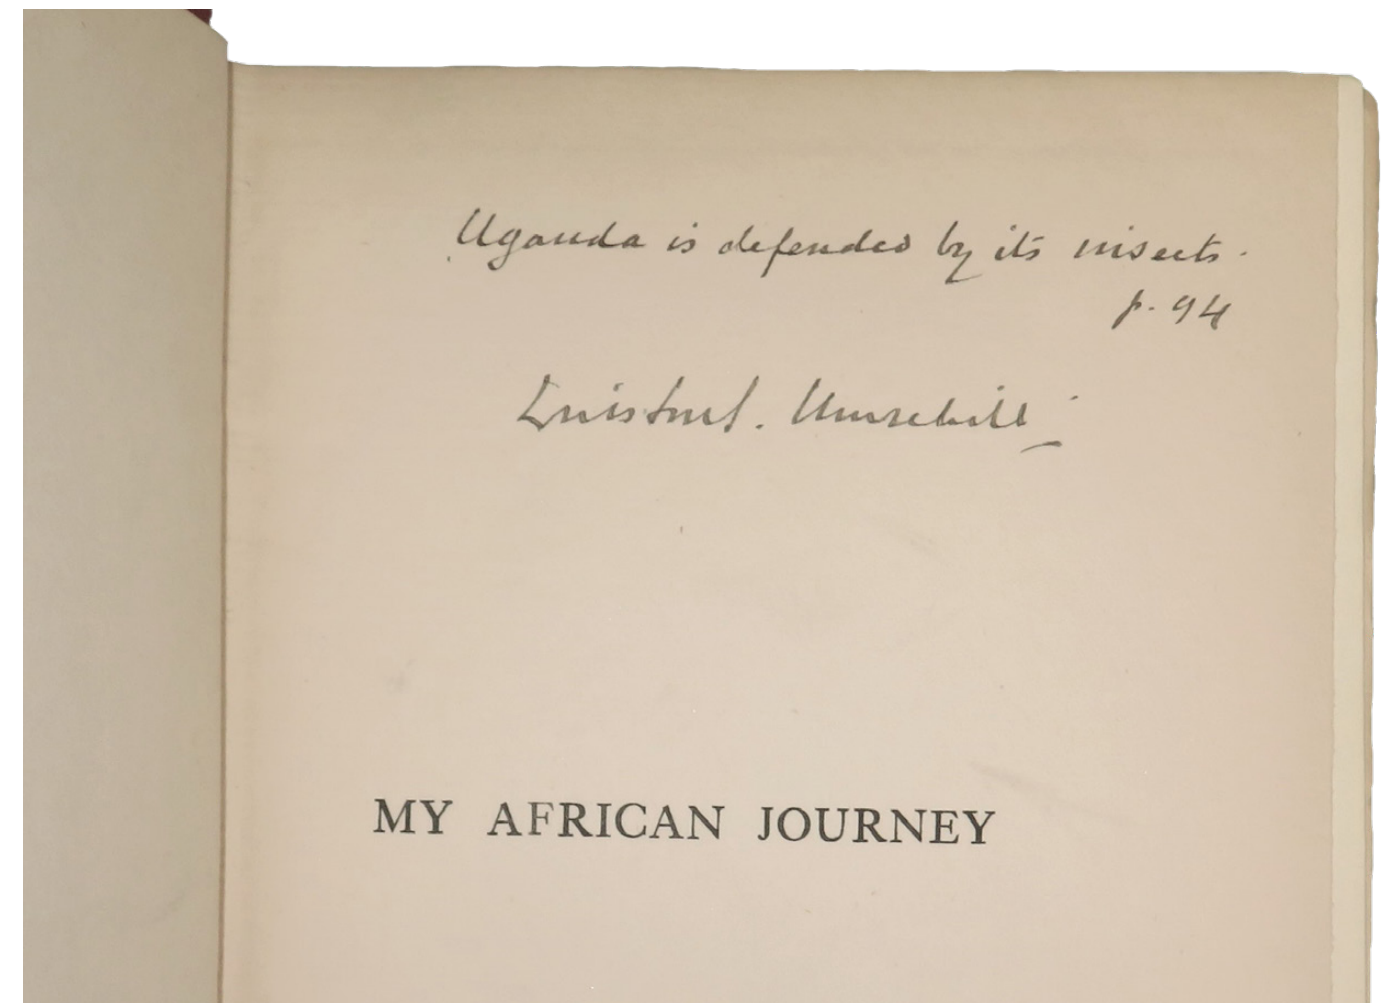 Uganda is defended by its insects.
p. 94
Winston S. Churchill
MY AFRICAN JOURNEY